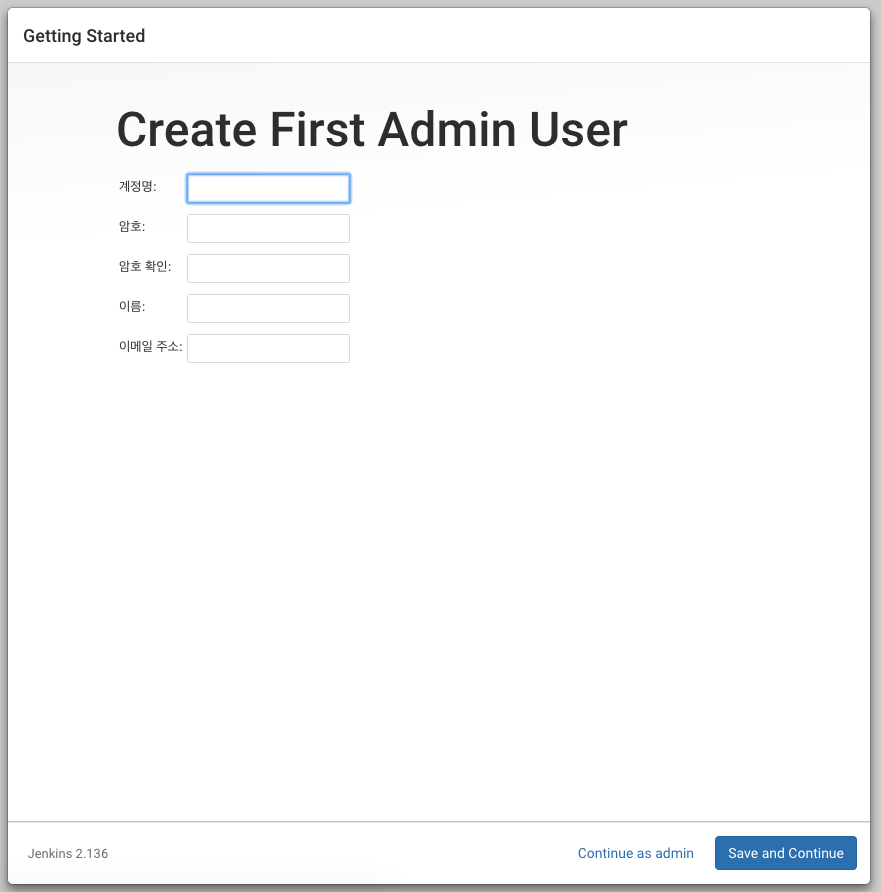 Getting Started
Create First Admin User
계정명:
암호:
암호 확인:
이름:
이메일 주소:
Jenkins 2.136
Continue as admin
Save and Continue